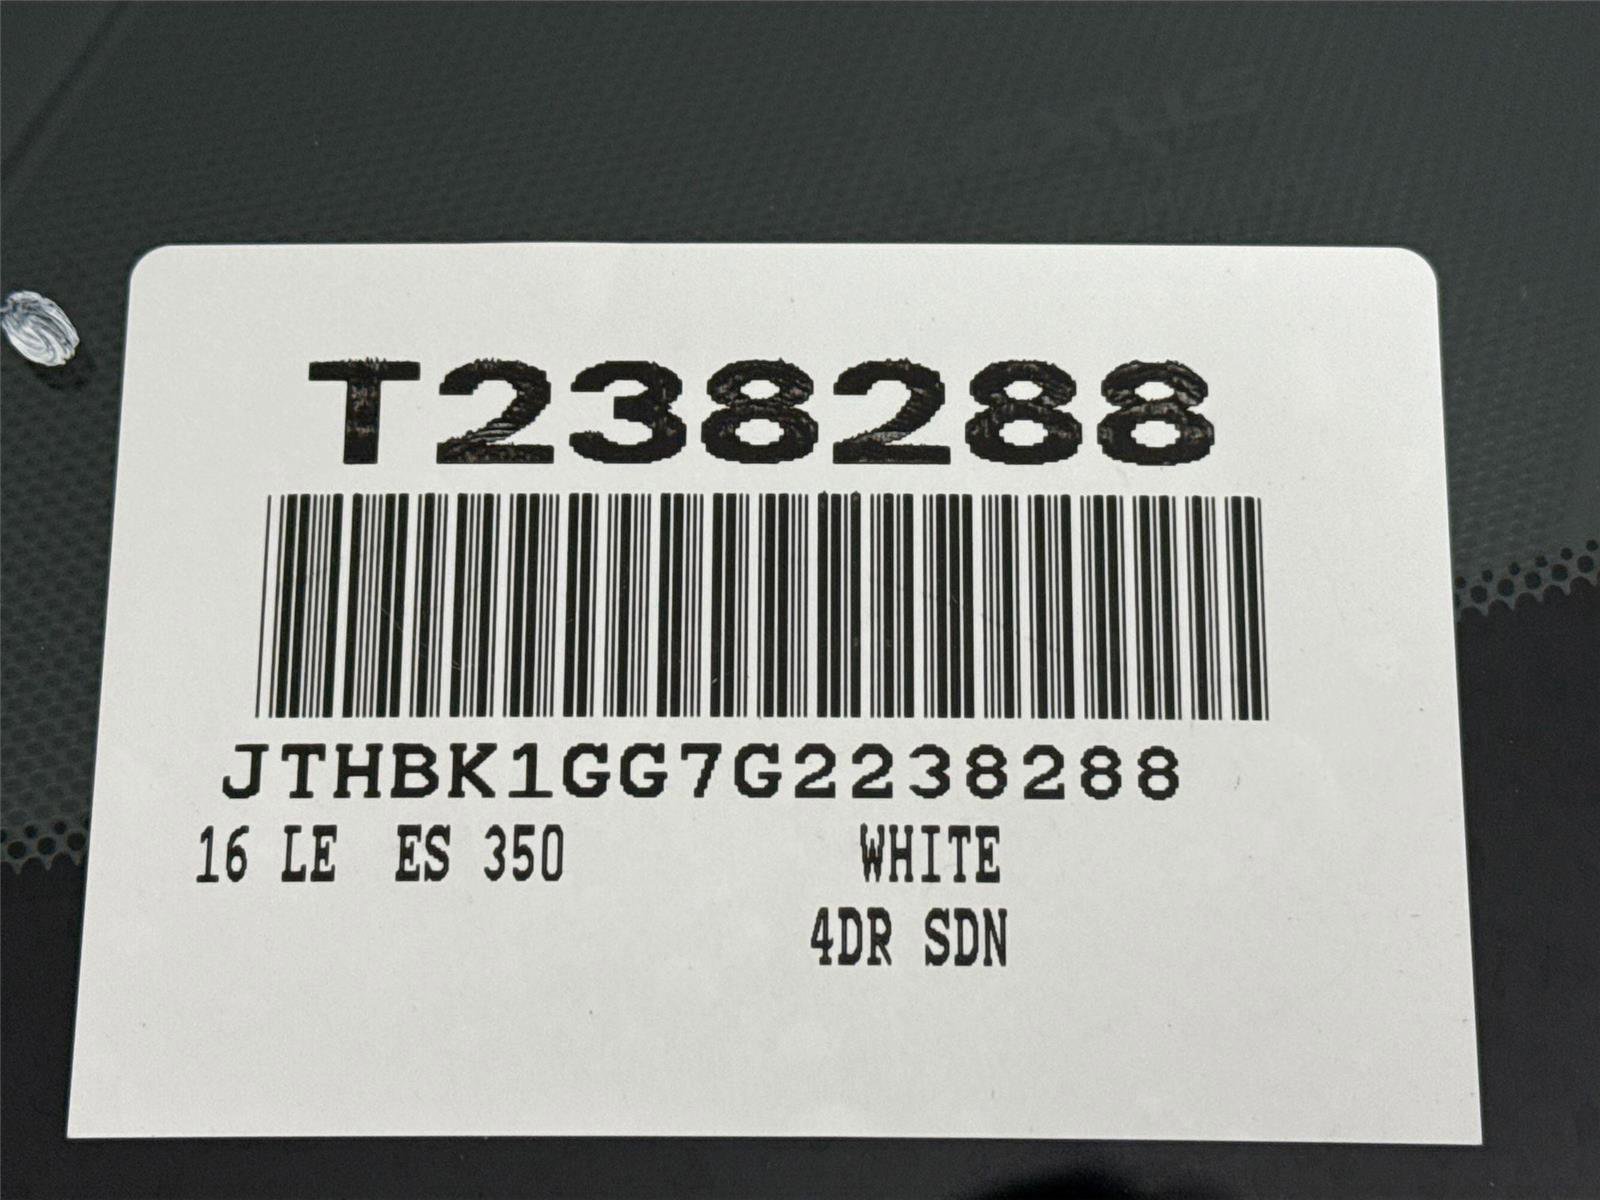 T238288
JTHBK1GG7G2238288
16 LE ES 350 WHITE
4DR SDN